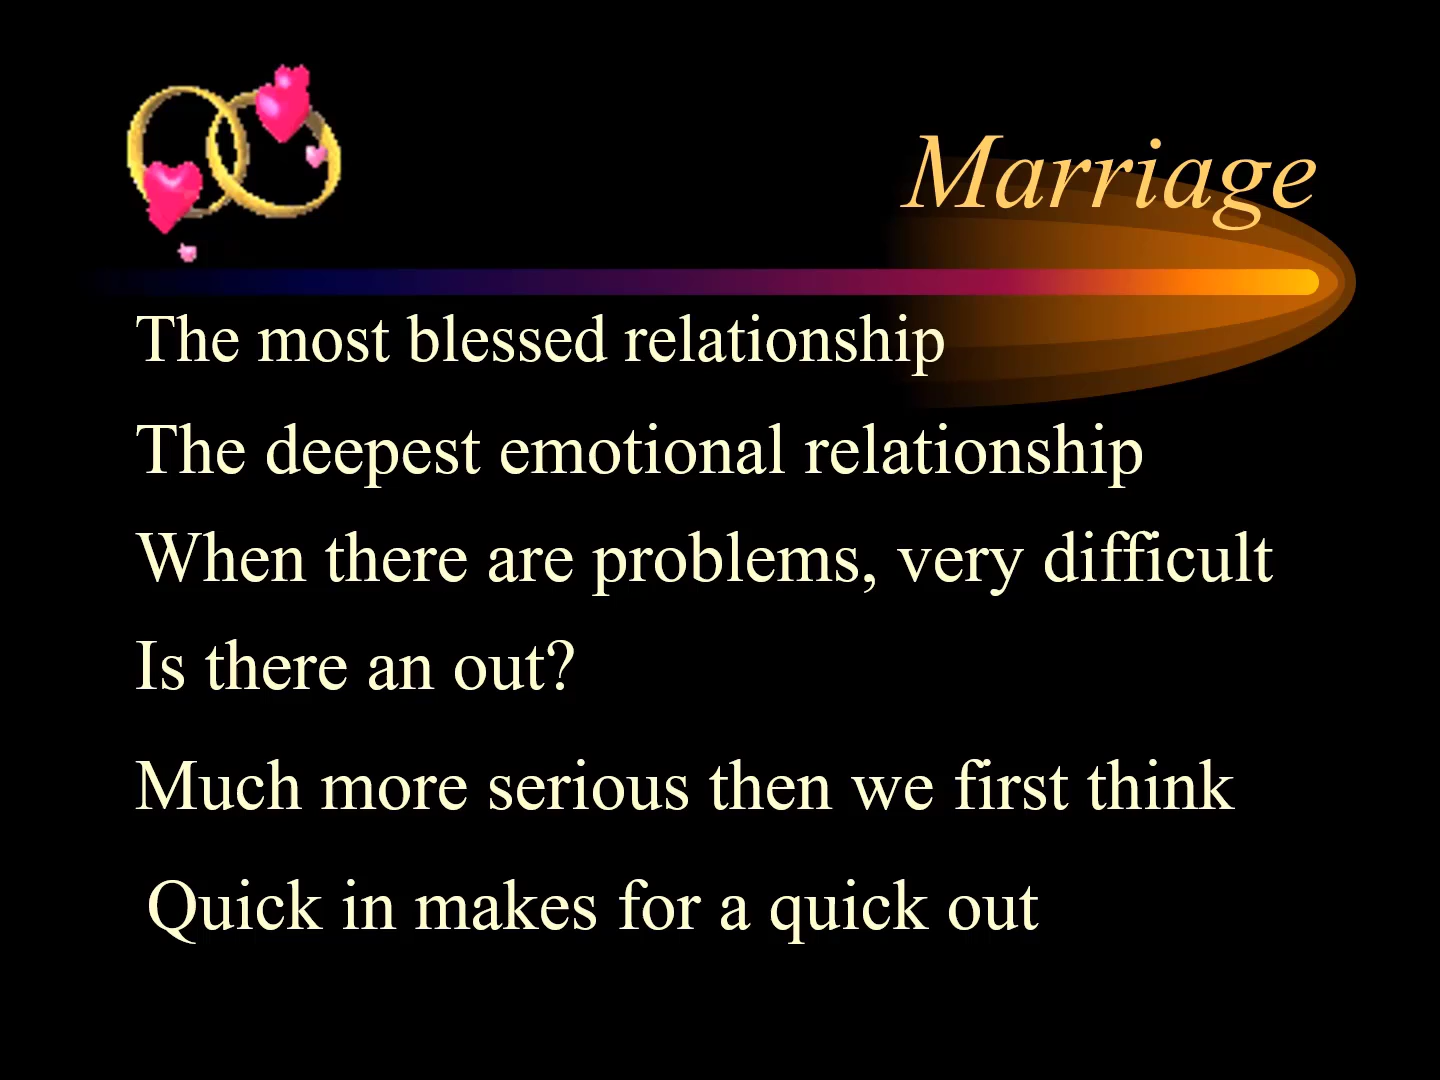 Marriage
The most blessed relationship
The deepest emotional relationship
When there are problems, very difficult
Is there an out?
Much more serious then we first think
Quick in makes for a quick out